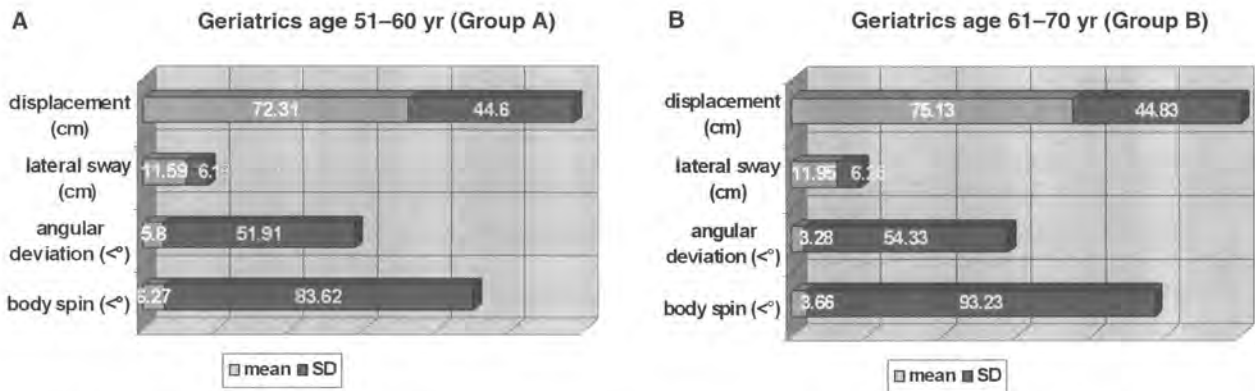 A
Geriatrics age 51–60 yr (Group A)
displacement
(cm)
72.31
44.6
lateral sway
(cm)
11.59
angular
deviation (<°)
5.8
51.91
body spin (<°)
6.27
83.62
mean
SD
B
Geriatrics age 61–70 yr (Group B)
displacement
(cm)
75.13
44.83
lateral sway
(cm)
11.95
angular
deviation (<°)
3.28
54.33
body spin (<°)
3.66
93.23
mean
SD